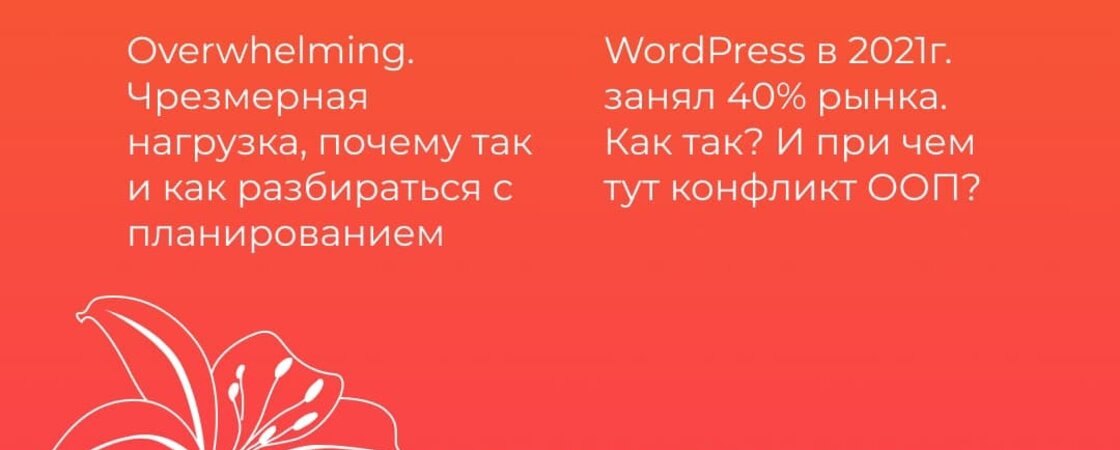 Overwhelming.
Чрезмерная
нагрузка, почему так
и как разбираться с
планированием
WordPress в 2021г.
занял 40% рынка.
Как так? И при чем
тут конфликт ООП?